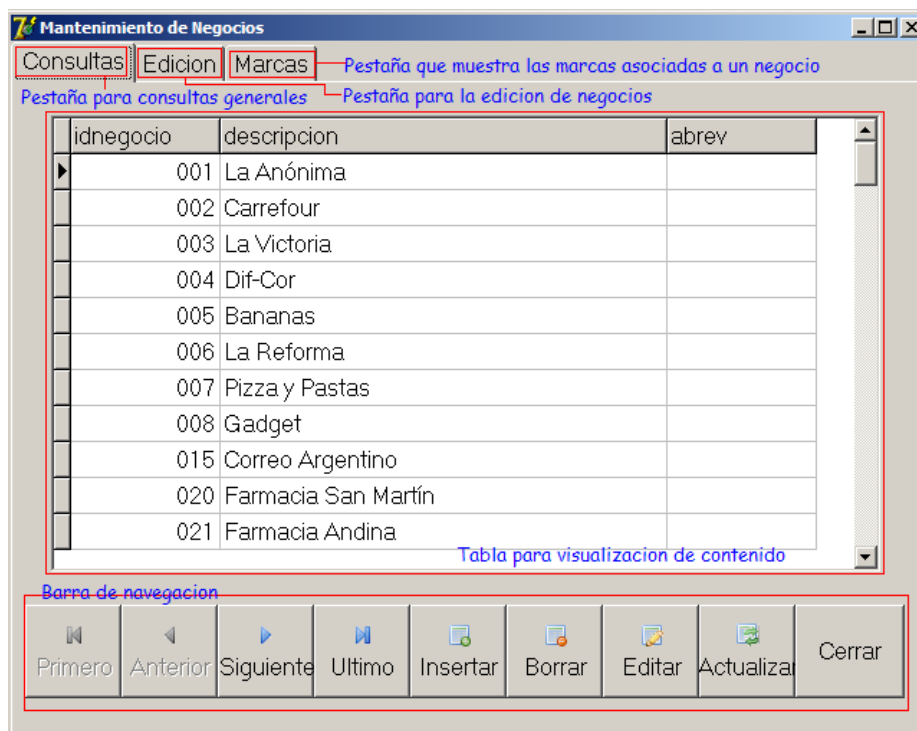 Mantenimiento de Negocios
Consultas Edicion Marcas Pestaña que muestra las marcas asociadas a un negocio
Pestaña para consultas generales Pestaña para la edicion de negocios
idnegocio descripcion abrev
001 La Anónima
002 Carrefour
003 La Victoria
004 Dif-Cor
005 Bananas
006 La Reforma
007 Pizza y Pastas
008 Gadget
015 Correo Argentino
020 Farmacia San Martín
021 Farmacia Andina
Tabla para visualizacion de contenido
Barra de navegacion
Primero Anterior Siguiente Ultimo Insertar Borrar Editar Actualizar Cerrar